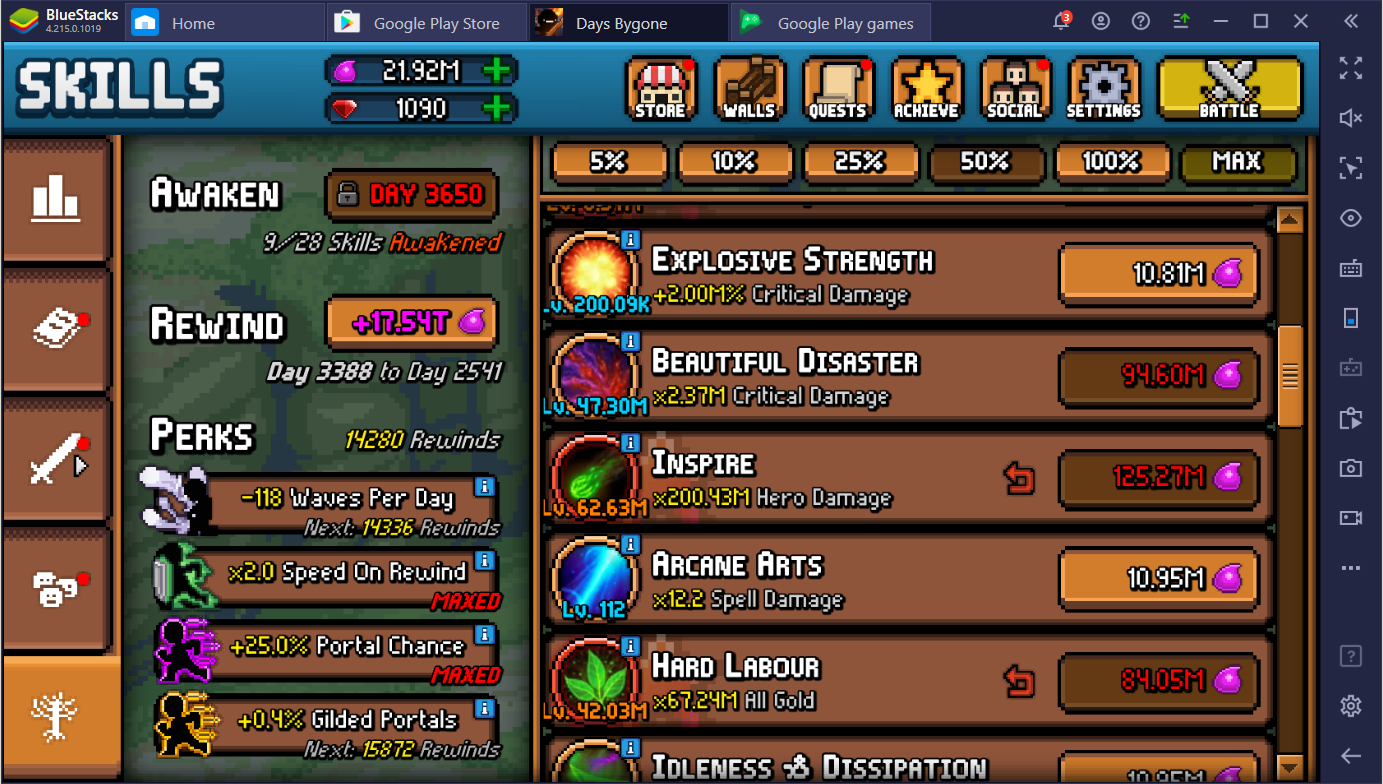 BlueStacks
4.215.0.1019
Home
Google Play Store
Days Bygone
Google Play games
3
SKILLS
21.92M
1090
STORE
WALLS
QUESTS
ACHIEVE
SOCIAL
SETTINGS
BATTLE
AWAKEN
DAY 3650
9/28 Skills Awakened
REWIND
+17.54T
Day 3388 to Day 2541
PERKS
14280 Rewinds
-118 Waves Per Day
Next: 14336 Rewinds
x2.0 Speed On Rewind
MAXED
+25.0% Portal Chance
MAXED
+0.4% Gilded Portals
Next: 15872 Rewinds
5%
10%
25%
50%
100%
MAX
EXPLOSIVE STRENGTH
Lv. 200.09K
+2.00M% Critical Damage
10.81M
BEAUTIFUL DISASTER
Lv. 47.30M
x2.37M Critical Damage
94.60M
INSPIRE
Lv. 62.63M
x200.43M Hero Damage
125.27M
ARCANE ARTS
Lv. 112
x12.2 Spell Damage
10.95M
HARD LABOUR
Lv. 42.03M
x67.24M All Gold
84.05M
IDLENESS & DISSIPATION
10.95M